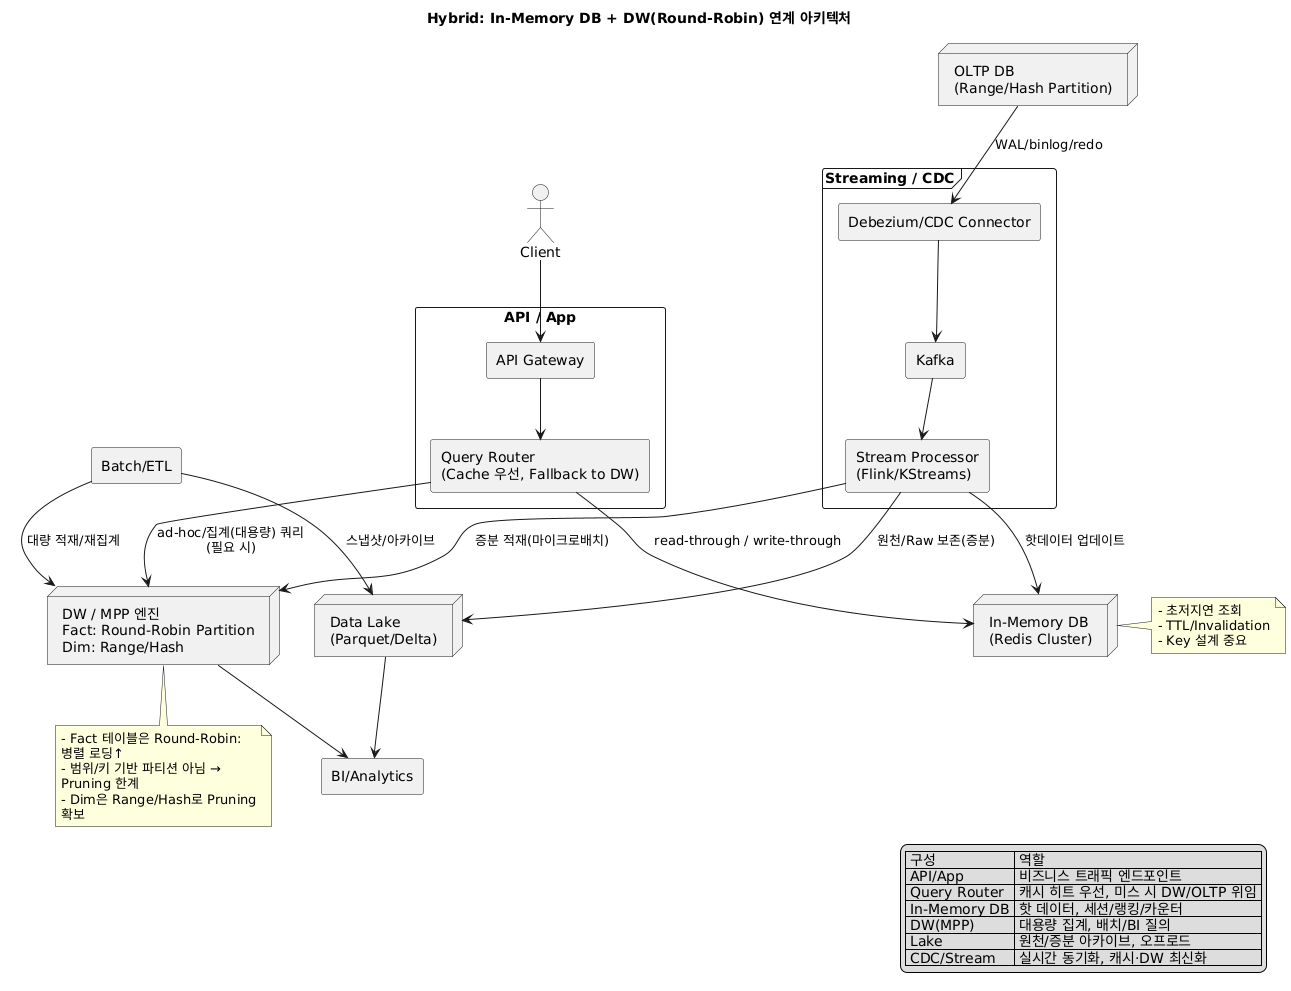 Hybrid: In-Memory DB + DW(Round-Robin) 연계 아키텍처
OLTP DB
(Range/Hash Partition)
WAL/binlog/redo
Streaming / CDC
Debezium/CDC Connector
Client
API / App
API Gateway
Kafka
Query Router
(Cache 우선, Fallback to DW)
Stream Processor
(Flink/KStreams)
Batch/ETL
대량 적재/재집계
ad-hoc/집계(대용량) 쿼리
(필요 시)
스냅샷/아카이브
증분 적재(마이크로배치)
read-through / write-through
원천/Raw 보존(증분)
핫데이터 업데이트
DW / MPP 엔진
Fact: Round-Robin Partition
Dim: Range/Hash
Data Lake
(Parquet/Delta)
In-Memory DB
(Redis Cluster)
- 초저지연 조회
- TTL/Invalidation
- Key 설계 중요
- Fact 테이블은 Round-Robin:
병렬 로딩↑
- 범위/키 기반 파티션 아님 →
Pruning 한계
- Dim은 Range/Hash로 Pruning
확보
BI/Analytics
구성 역할
API/App 비즈니스 트래픽 엔드포인트
Query Router 캐시 히트 우선, 미스 시 DW/OLTP 위임
In-Memory DB 핫 데이터, 세션/랭킹/카운터
DW(MPP) 대용량 집계, 배치/BI 질의
Lake 원천/증분 아카이브, 오프로드
CDC/Stream 실시간 동기화, 캐시·DW 최신화